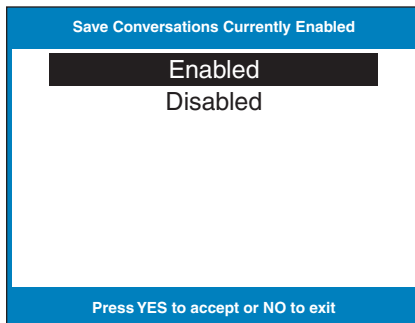 Save Conversations Currently Enabled
Enabled
Disabled
Press YES to accept or NO to exit